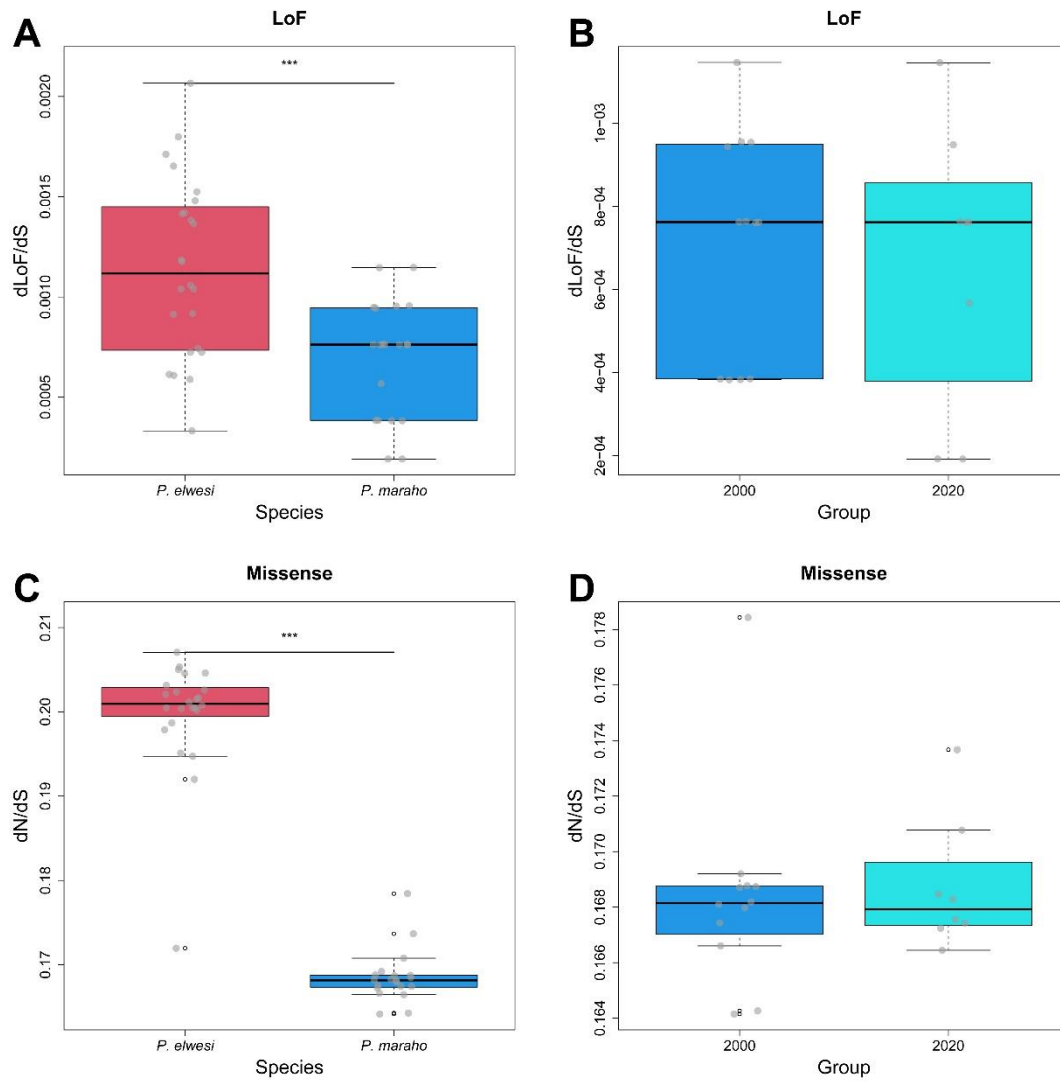 A
LoF
***
dLoF/dS
0.0020
0.0015
0.0010
0.0005
P. elwesi
P. maraho
Species
B
LoF
dLoF/dS
1e-03
8e-04
6e-04
4e-04
2e-04
2000
2020
Group
C
Missense
***
dN/dS
0.21
0.20
0.19
0.18
0.17
P. elwesi
P. maraho
Species
D
Missense
dN/dS
0.178
0.176
0.174
0.172
0.170
0.168
0.166
0.164
2000
2020
Group